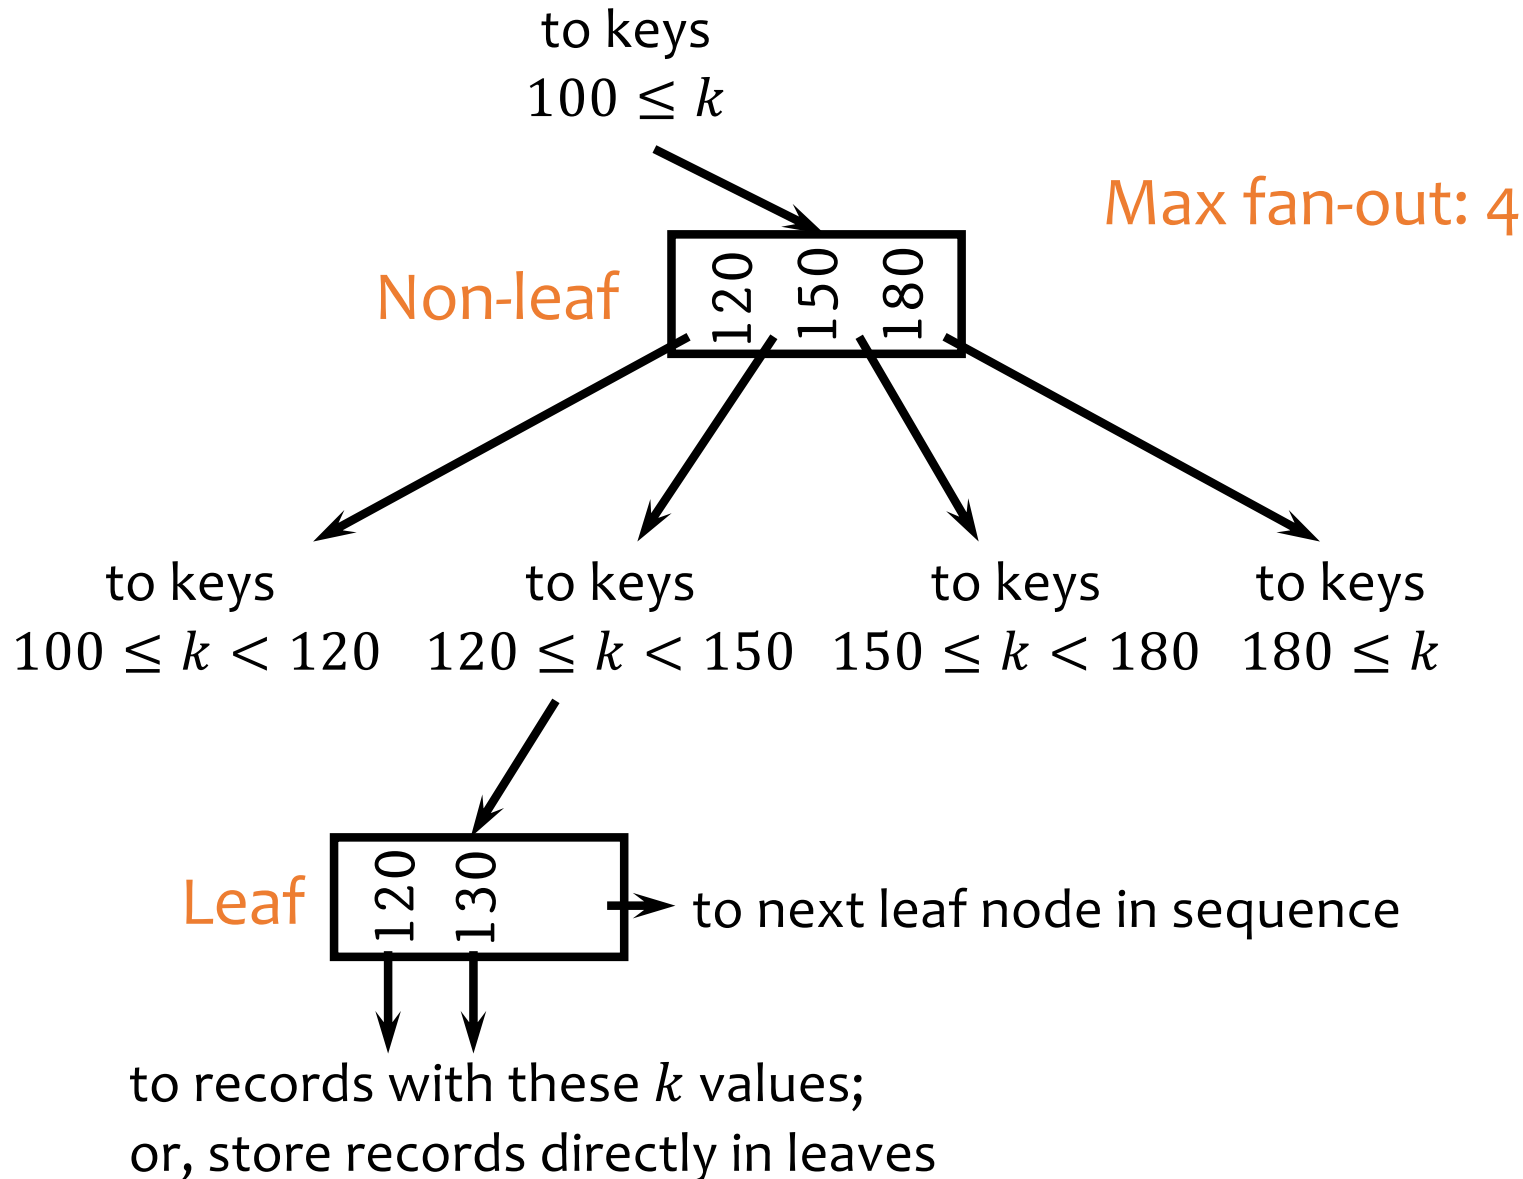 to keys
100 ≤ k
Max fan-out: 4
Non-leaf
120 150 180
to keys
100 ≤ k < 120
to keys
120 ≤ k < 150
to keys
150 ≤ k < 180
to keys
180 ≤ k
Leaf
120 130
to next leaf node in sequence
to records with these k values;
or, store records directly in leaves